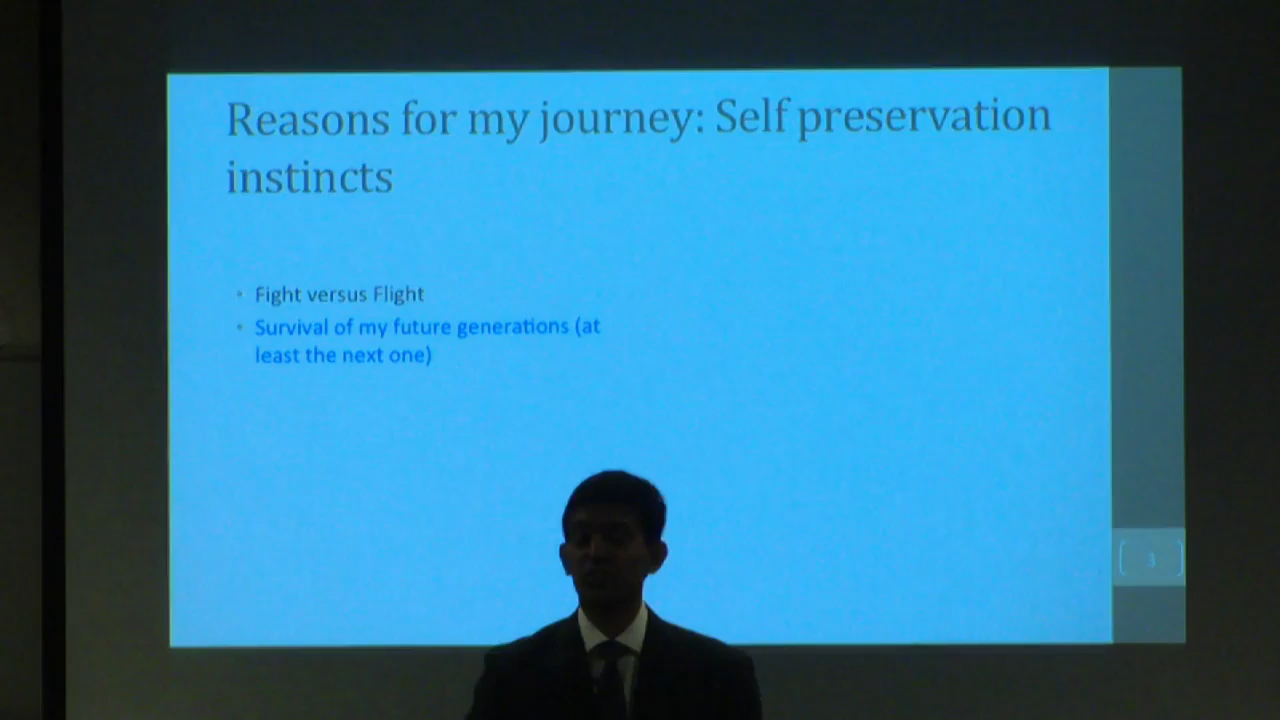 Reasons for my journey: Self preservation
instincts
• Fight versus Flight
• Survival of my future generations (at
least the next one)
3